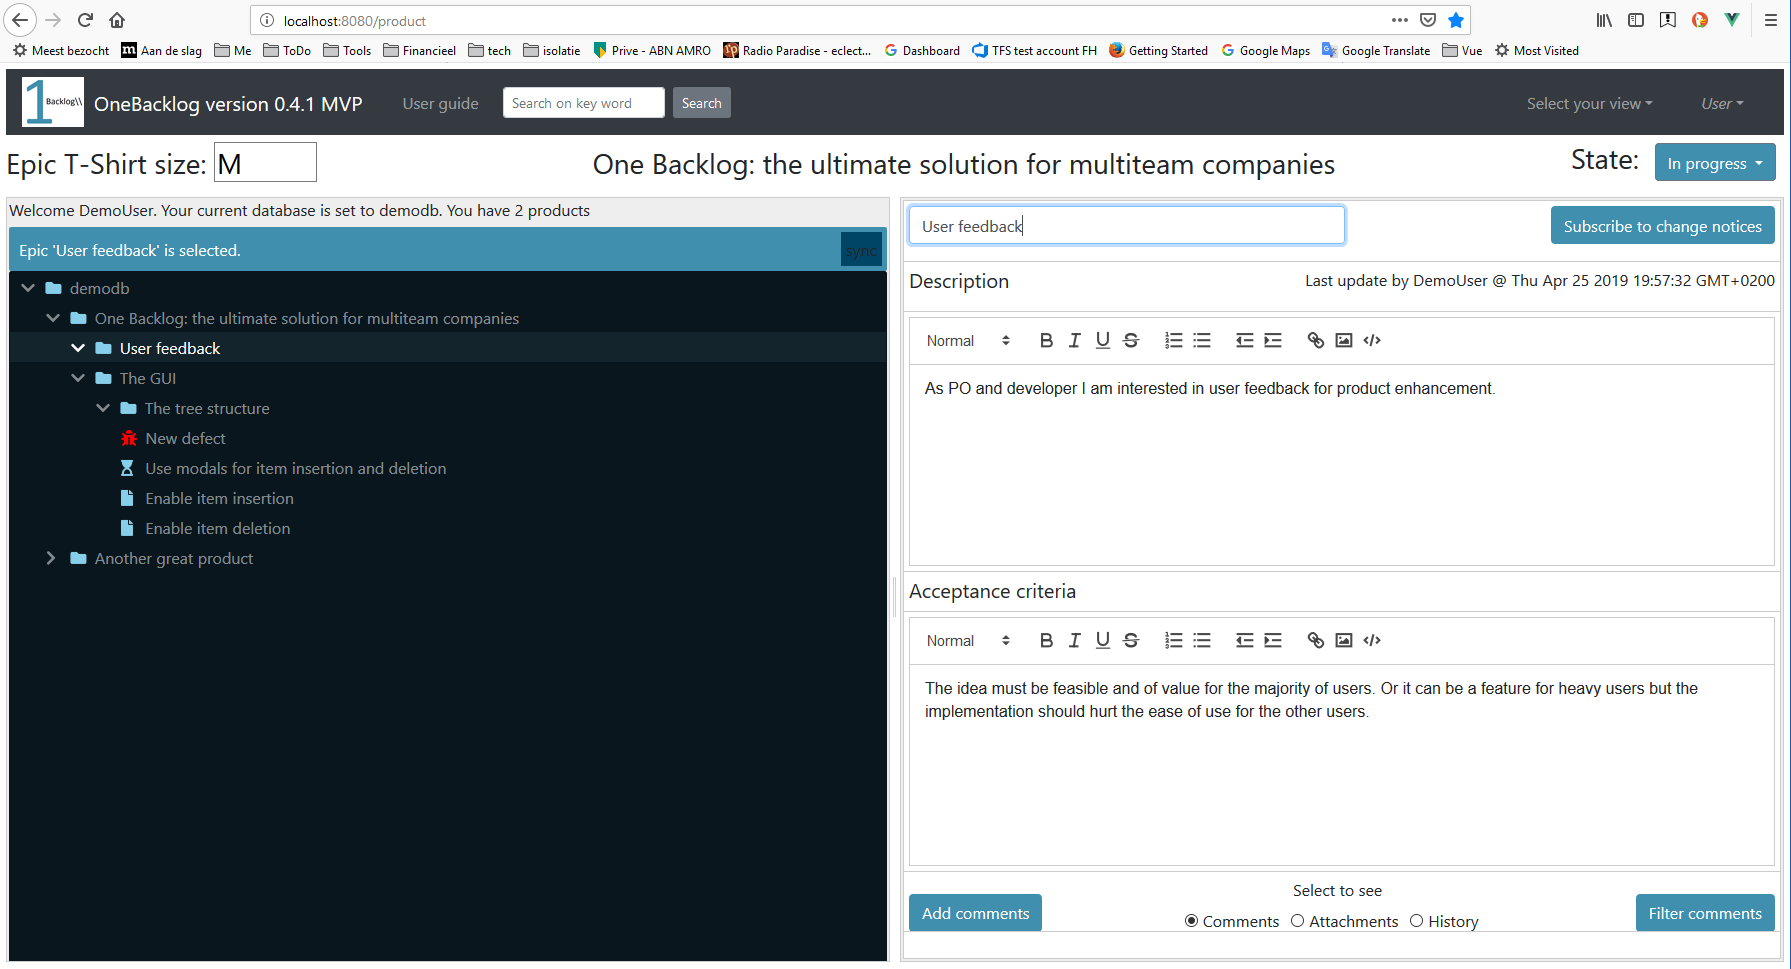 localhost:8080/product
Meest bezocht Aan de slag Me ToDo Tools Financieel tech isolatie Prive - ABN AMRO Radio Paradise - eclect... Dashboard TFS test account FH Getting Started Google Maps Google Translate Vue Most Visited
1 Backlog\\ OneBacklog version 0.4.1 MVP User guide Search on key word Search Select your view User
Epic T-Shirt size: M One Backlog: the ultimate solution for multiteam companies State: In progress
Welcome DemoUser. Your current database is set to demodb. You have 2 products
Epic 'User feedback' is selected. sync
demodb
One Backlog: the ultimate solution for multiteam companies
User feedback
The GUI
The tree structure
New defect
Use modals for item insertion and deletion
Enable item insertion
Enable item deletion
Another great product
User feedback Subscribe to change notices
Description Last update by DemoUser @ Thu Apr 25 2019 19:57:32 GMT+0200
Normal B I U S
As PO and developer I am interested in user feedback for product enhancement.
Acceptance criteria
Normal B I U S
The idea must be feasible and of value for the majority of users. Or it can be a feature for heavy users but the
implementation should hurt the ease of use for the other users.
Select to see
Add comments Comments Attachments History Filter comments